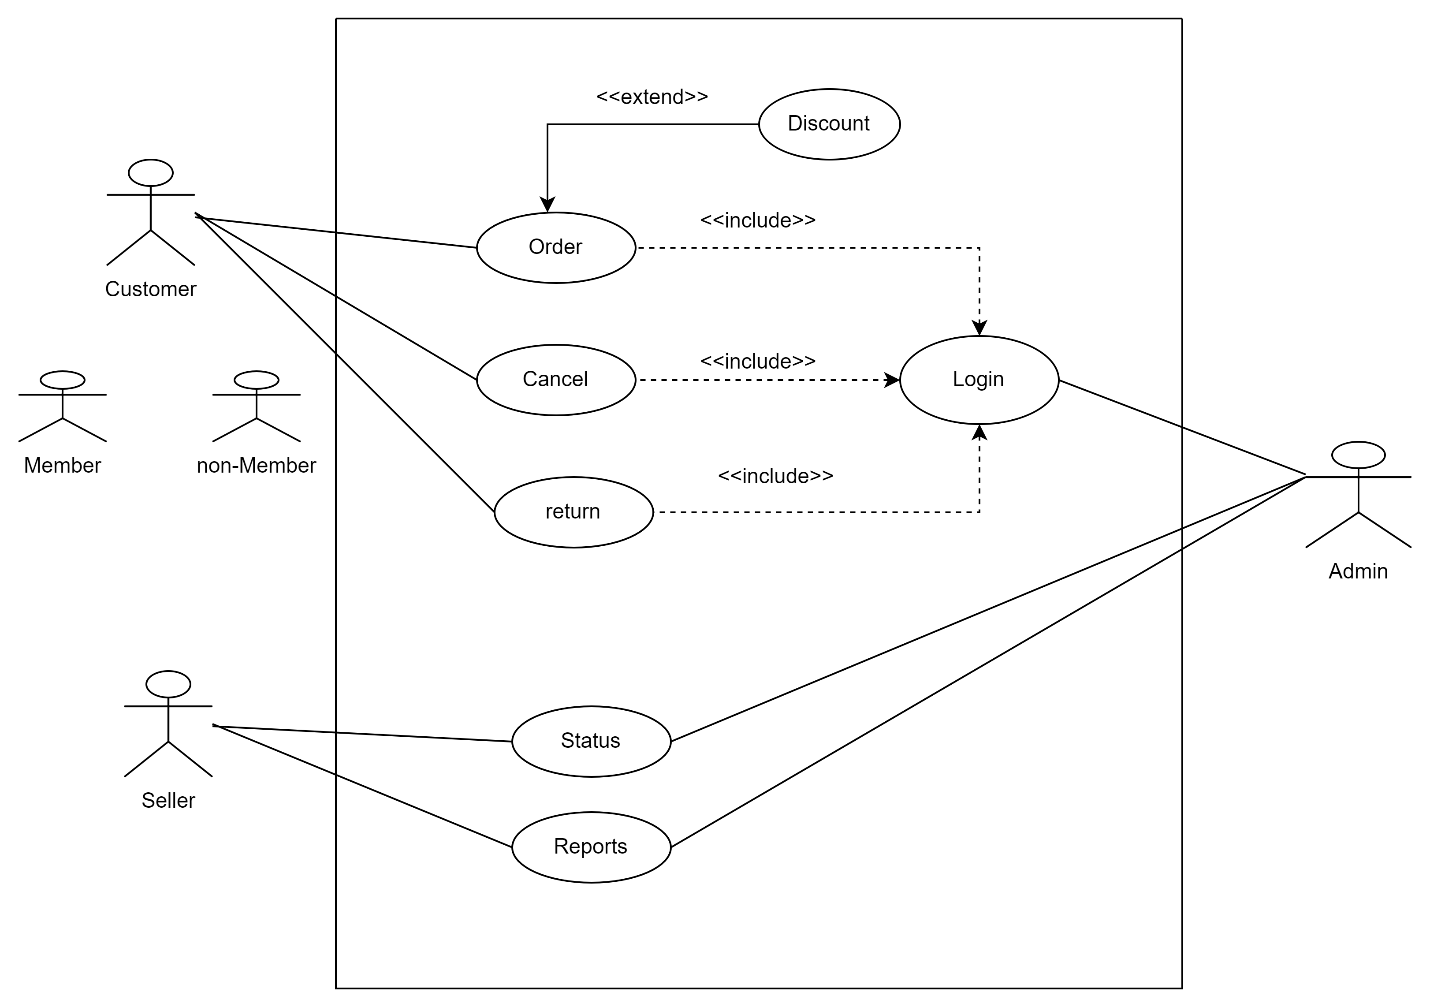 <<extend>>
Discount
<<include>>
Order
Customer
<<include>>
Cancel
Login
Member
non-Member
<<include>>
return
Admin
Status
Seller
Reports